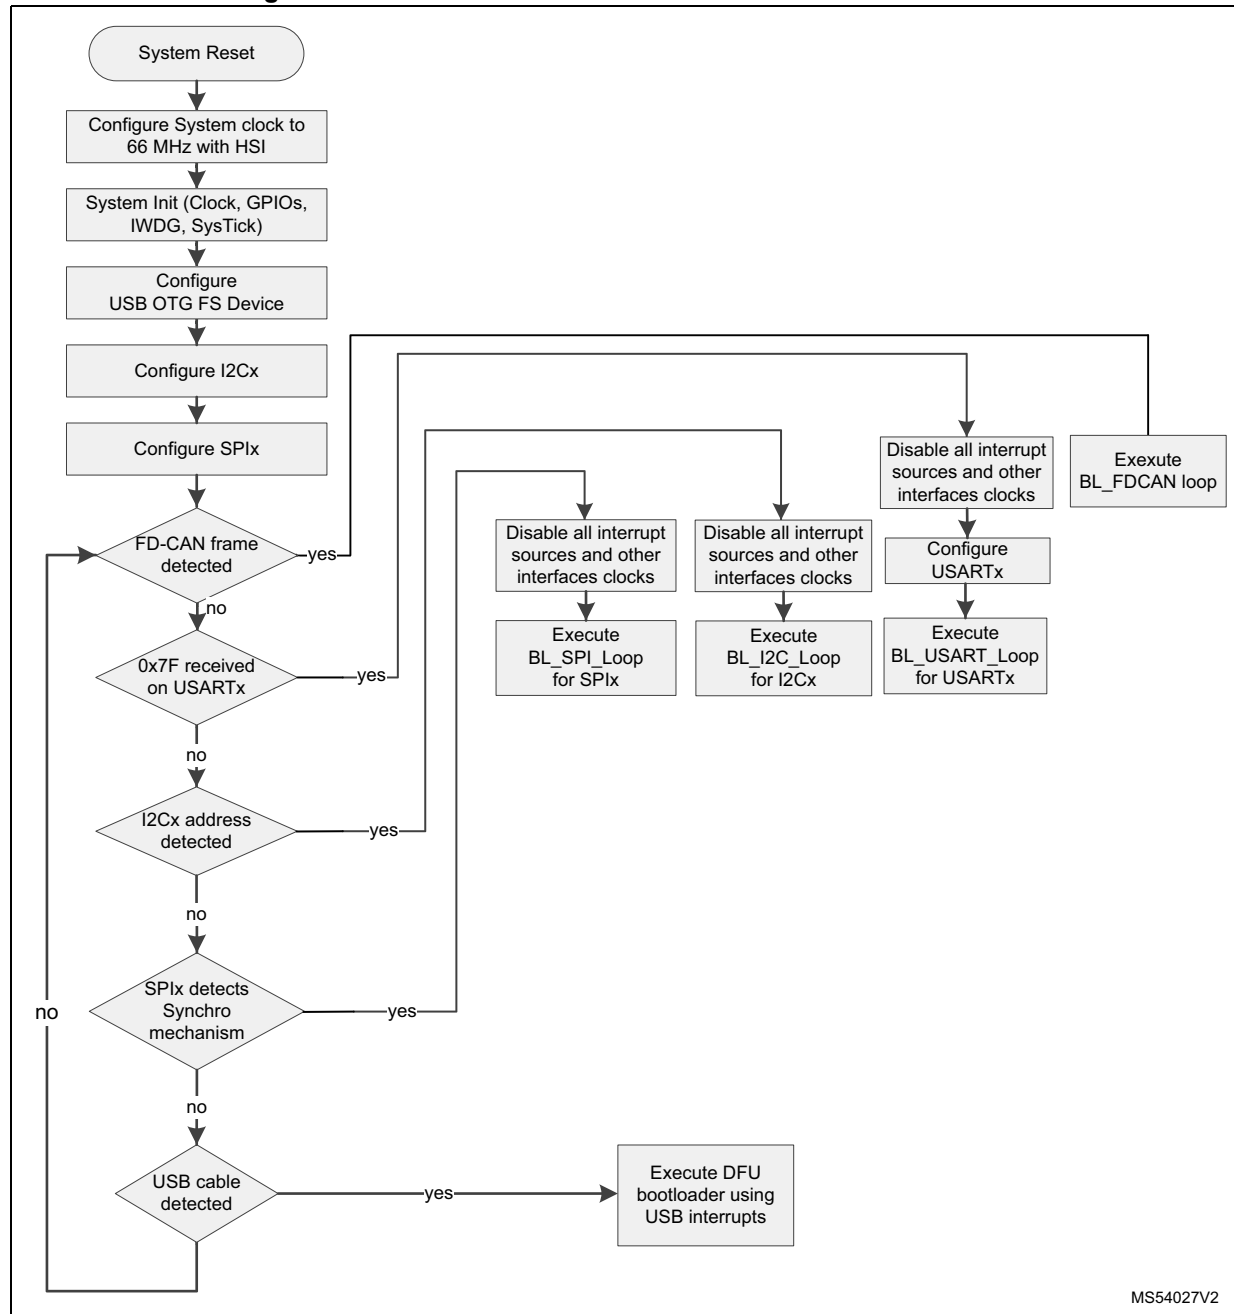 System Reset
Configure System clock to
66 MHz with HSI
System Init (Clock, GPIOs,
IWDG, SysTick)
Configure
USB OTG FS Device
Configure I2Cx
Configure SPIx
FD-CAN frame
detected
yes
no
0x7F received
on USARTx
yes
no
I2Cx address
detected
yes
no
SPIx detects
Synchro
mechanism
yes
no
USB cable
detected
yes
no
Disable all interrupt
sources and other
interfaces clocks
Execute
BL_SPI_Loop
for SPIx
Disable all interrupt
sources and other
interfaces clocks
Execute
BL_I2C_Loop
for I2Cx
Disable all interrupt
sources and other
interfaces clocks
Configure
USARTx
Execute
BL_USART_Loop
for USARTx
Exexute
BL_FDCAN loop
Execute DFU
bootloader using
USB interrupts
MS54027V2